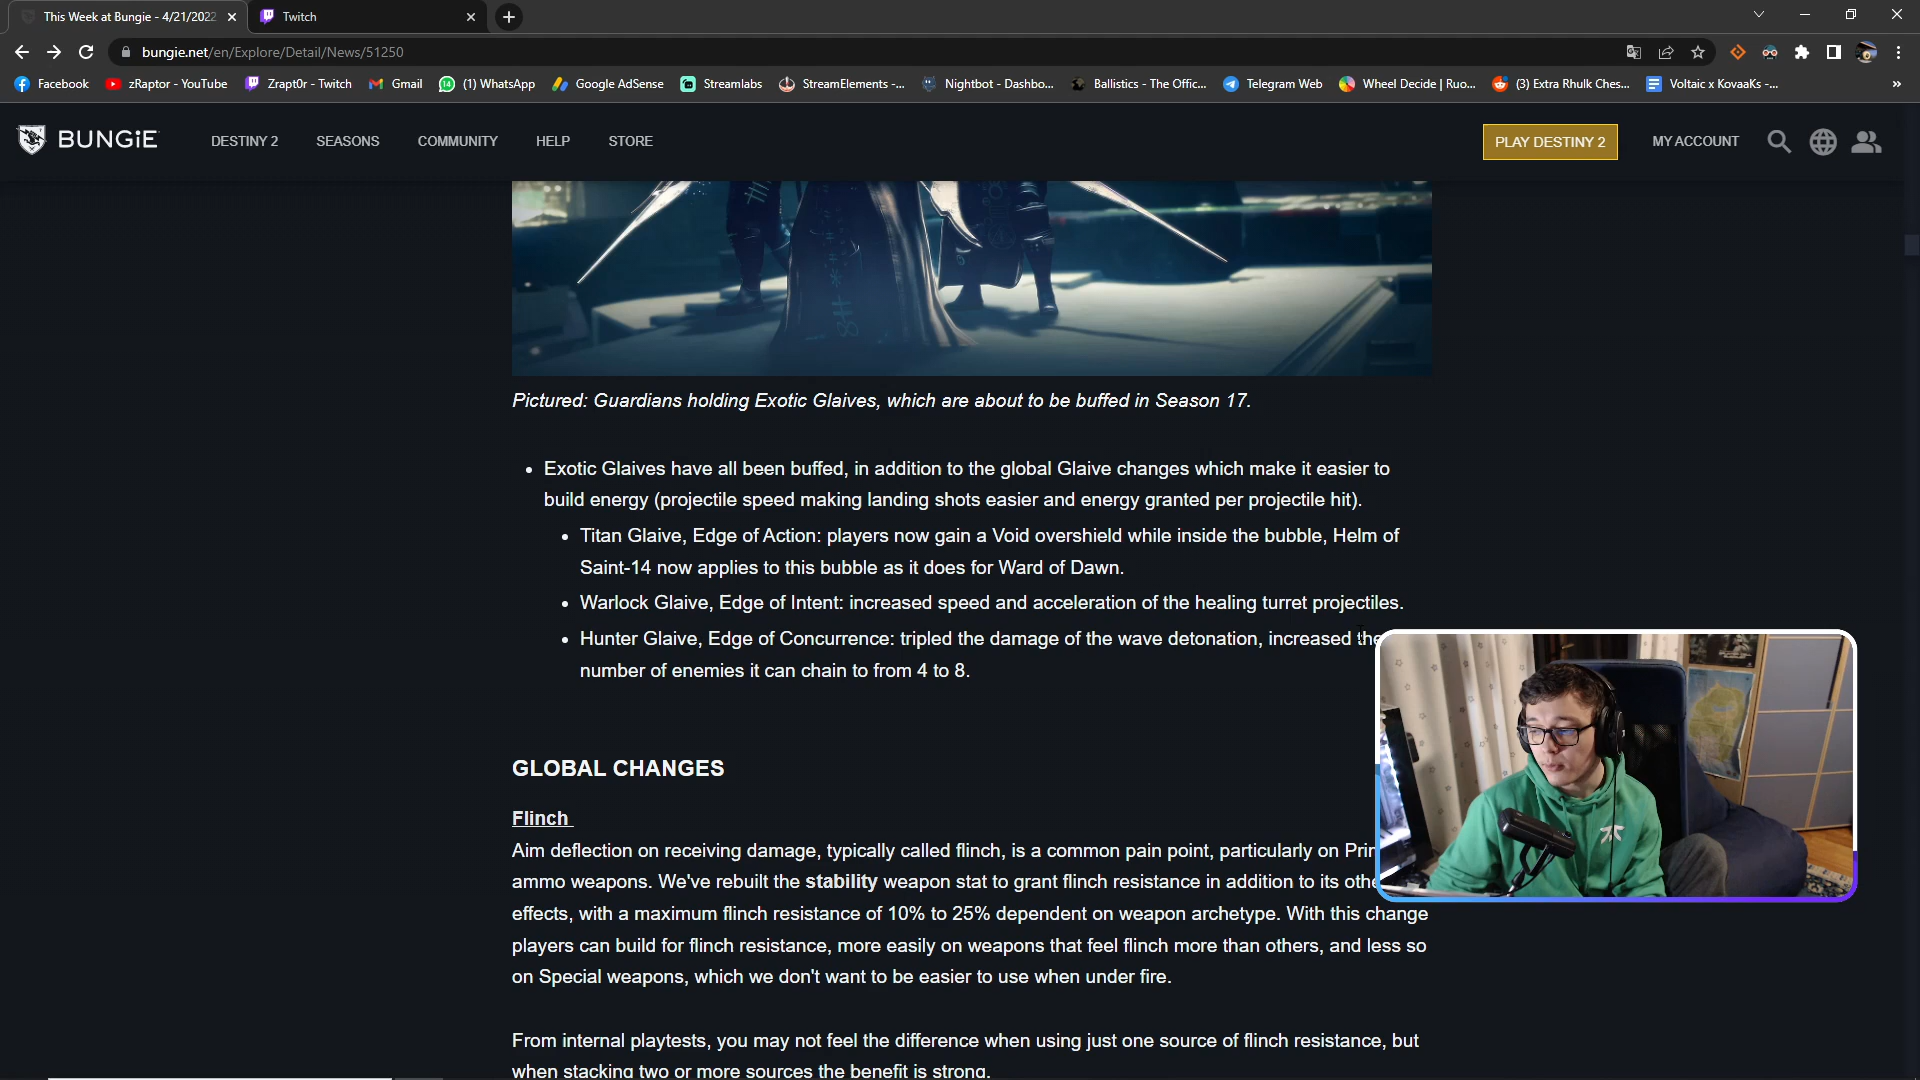 This Week at Bungie - 4/21/2022
Twitch
bungie.net/en/Explore/Detail/News/51250
Facebook
zRaptor - YouTube
Zrapt0r - Twitch
Gmail
(1) WhatsApp
Google AdSense
Streamlabs
StreamElements -...
Nightbot - Dashbo...
Ballistics - The Offic...
Telegram Web
Wheel Decide | Ruo...
(3) Extra Rhulk Ches...
Voltaic x KovaaKs -...
»
BUNGiE
DESTINY 2
SEASONS
COMMUNITY
HELP
STORE
PLAY DESTINY 2
MY ACCOUNT
Pictured: Guardians holding Exotic Glaives, which are about to be buffed in Season 17.
• Exotic Glaives have all been buffed, in addition to the global Glaive changes which make it easier to
build energy (projectile speed making landing shots easier and energy granted per projectile hit).
• Titan Glaive, Edge of Action: players now gain a Void overshield while inside the bubble, Helm of
Saint-14 now applies to this bubble as it does for Ward of Dawn.
• Warlock Glaive, Edge of Intent: increased speed and acceleration of the healing turret projectiles.
• Hunter Glaive, Edge of Concurrence: tripled the damage of the wave detonation, increased the
number of enemies it can chain to from 4 to 8.
GLOBAL CHANGES
Flinch
Aim deflection on receiving damage, typically called flinch, is a common pain point, particularly on
ammo weapons. We've rebuilt the stability weapon stat to grant flinch resistance in addition to its
effects, with a maximum flinch resistance of 10% to 25% dependent on weapon archetype. With this change
players can build for flinch resistance, more easily on weapons that feel flinch more than others, and less so
on Special weapons, which we don't want to be easier to use when under fire.
From internal playtests, you may not feel the difference when using just one source of flinch resistance, but
when stacking two or more sources the benefit is strong.